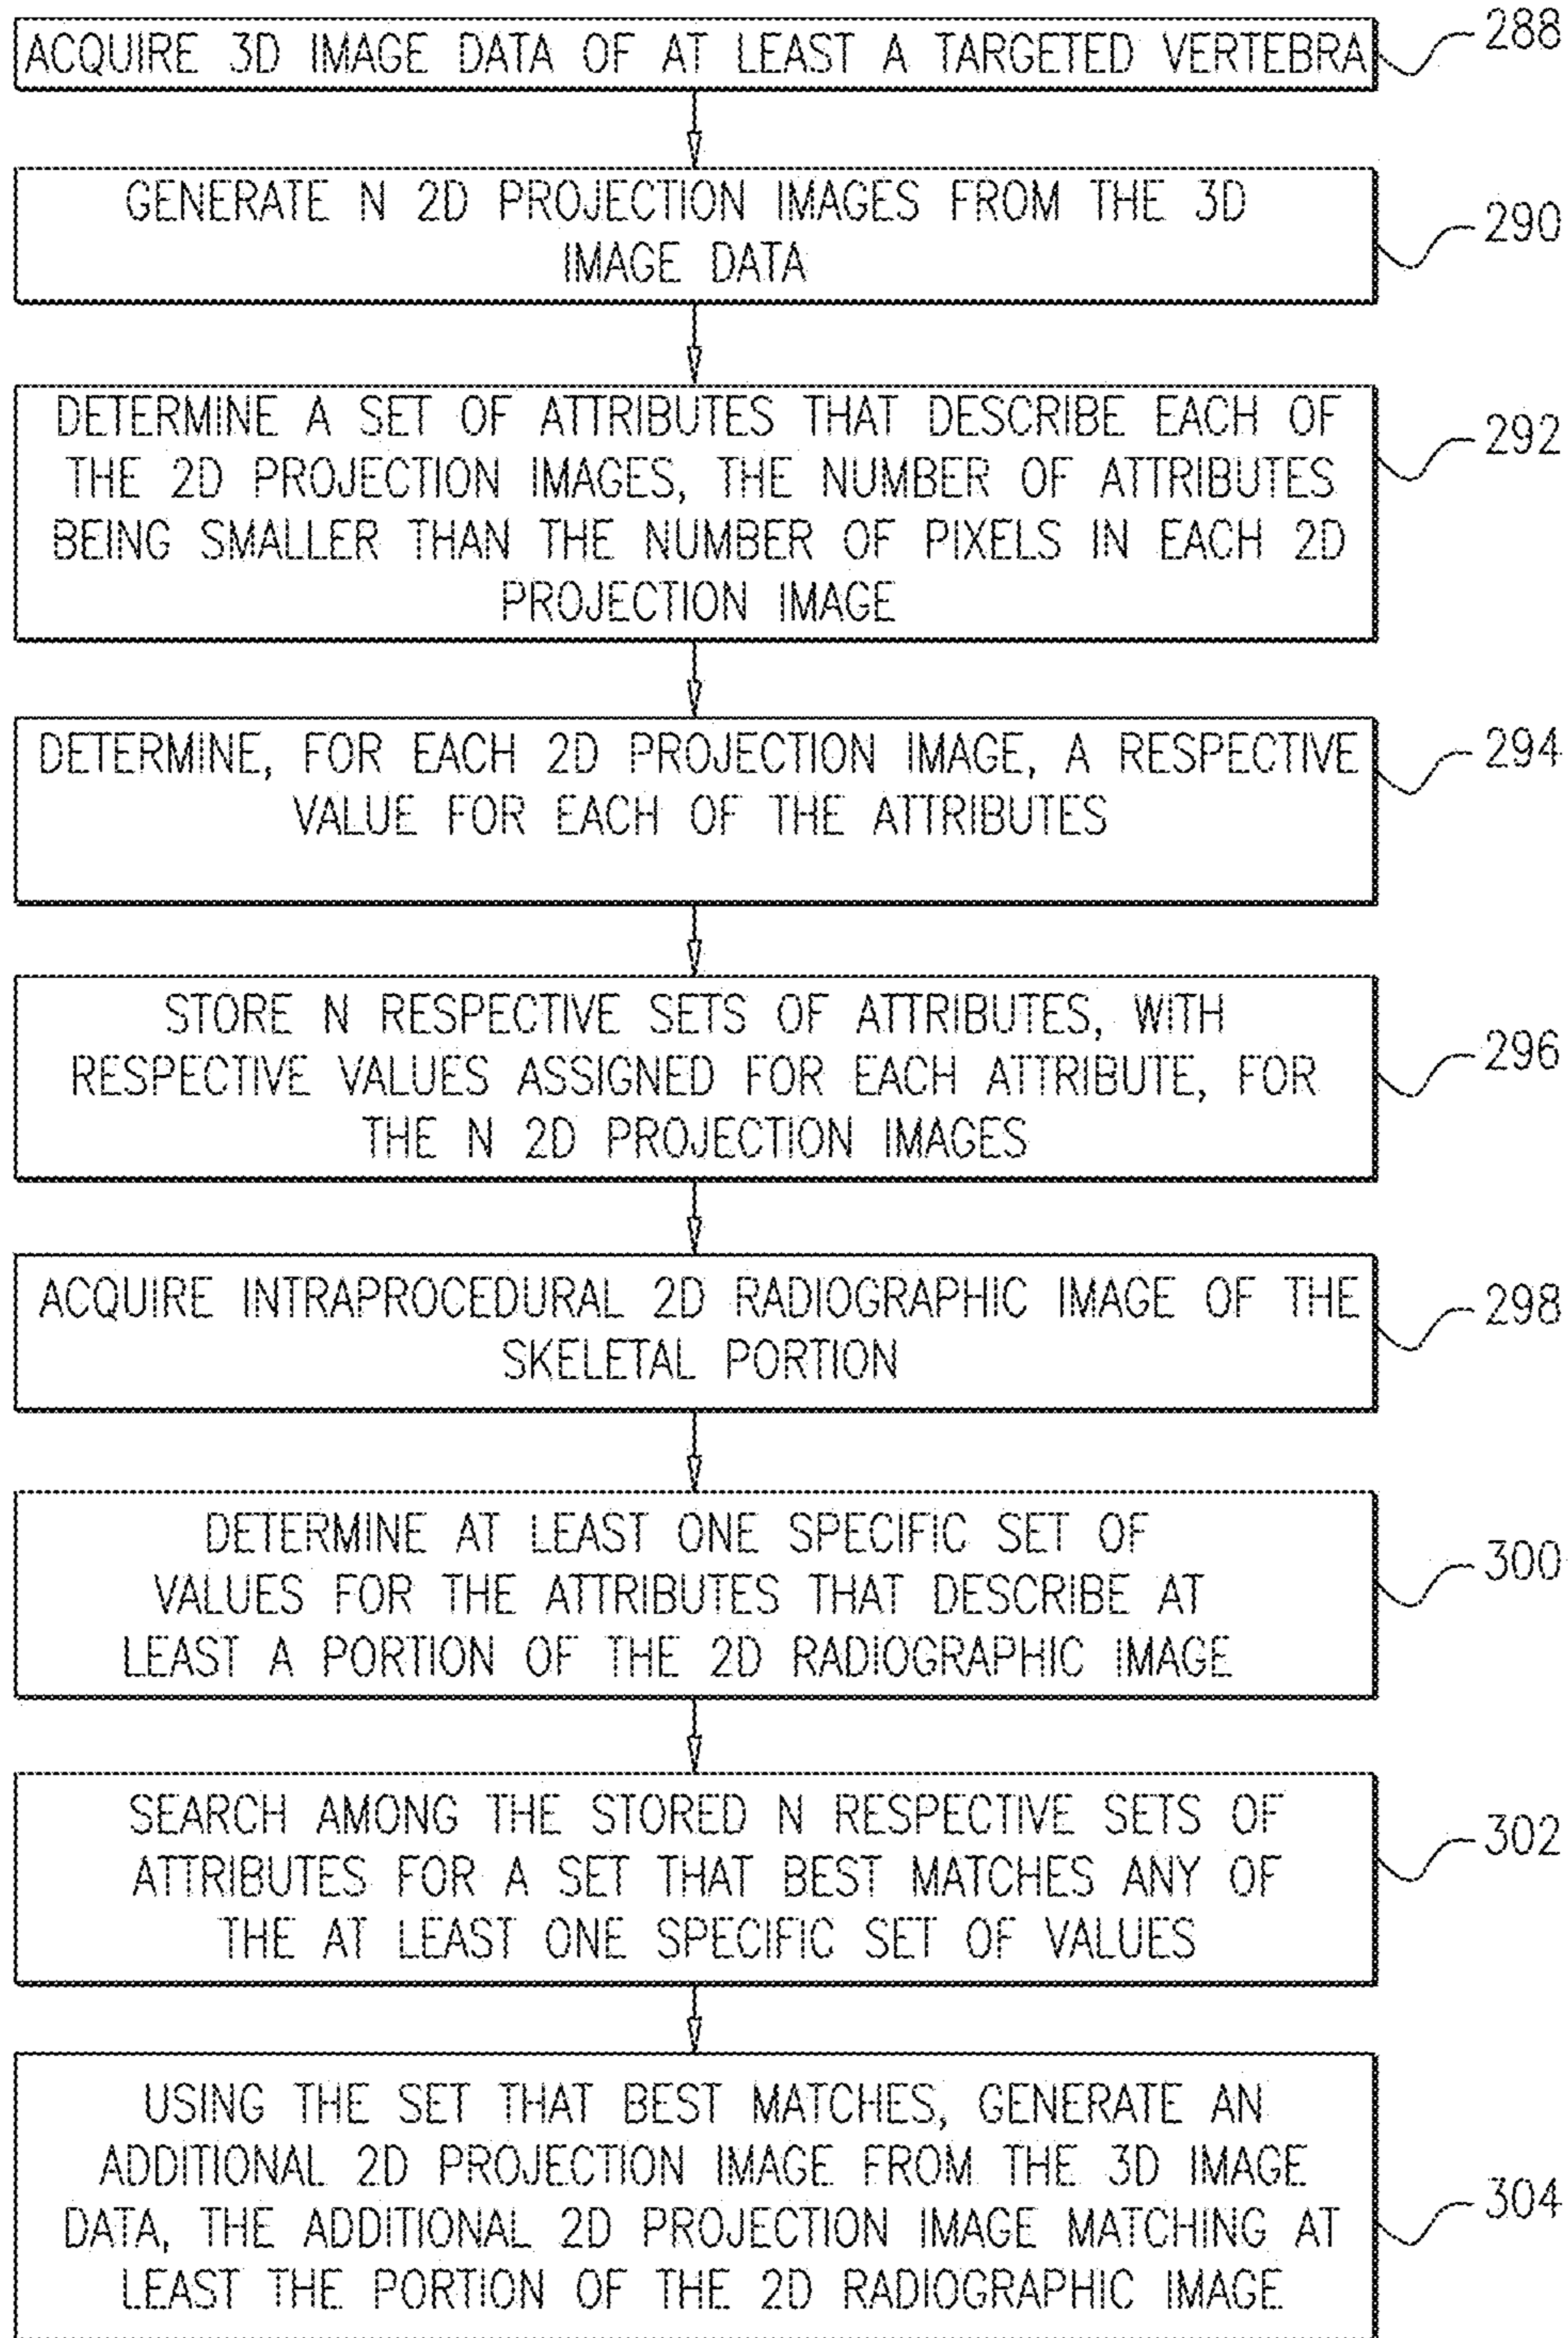 ACQUIRE 3D IMAGE DATA OF AT LEAST A TARGETED VERTEBRA
288
GENERATE N 2D PROJECTION IMAGES FROM THE 3D
IMAGE DATA
290
DETERMINE A SET OF ATTRIBUTES THAT DESCRIBE EACH OF
THE 2D PROJECTION IMAGES, THE NUMBER OF ATTRIBUTES
BEING SMALLER THAN THE NUMBER OF PIXELS IN EACH 2D
PROJECTION IMAGE
292
DETERMINE, FOR EACH 2D PROJECTION IMAGE, A RESPECTIVE
VALUE FOR EACH OF THE ATTRIBUTES
294
STORE N RESPECTIVE SETS OF ATTRIBUTES, WITH
RESPECTIVE VALUES ASSIGNED FOR EACH ATTRIBUTE, FOR
THE N 2D PROJECTION IMAGES
296
ACQUIRE INTRAPROCEDURAL 2D RADIOGRAPHIC IMAGE OF THE
SKELETAL PORTION
298
DETERMINE AT LEAST ONE SPECIFIC SET OF
VALUES FOR THE ATTRIBUTES THAT DESCRIBE AT
LEAST A PORTION OF THE 2D RADIOGRAPHIC IMAGE
300
SEARCH AMONG THE STORED N RESPECTIVE SETS OF
ATTRIBUTES FOR A SET THAT BEST MATCHES ANY OF
THE AT LEAST ONE SPECIFIC SET OF VALUES
302
USING THE SET THAT BEST MATCHES, GENERATE AN
ADDITIONAL 2D PROJECTION IMAGE FROM THE 3D IMAGE
DATA, THE ADDITIONAL 2D PROJECTION IMAGE MATCHING AT
LEAST THE PORTION OF THE 2D RADIOGRAPHIC IMAGE
304